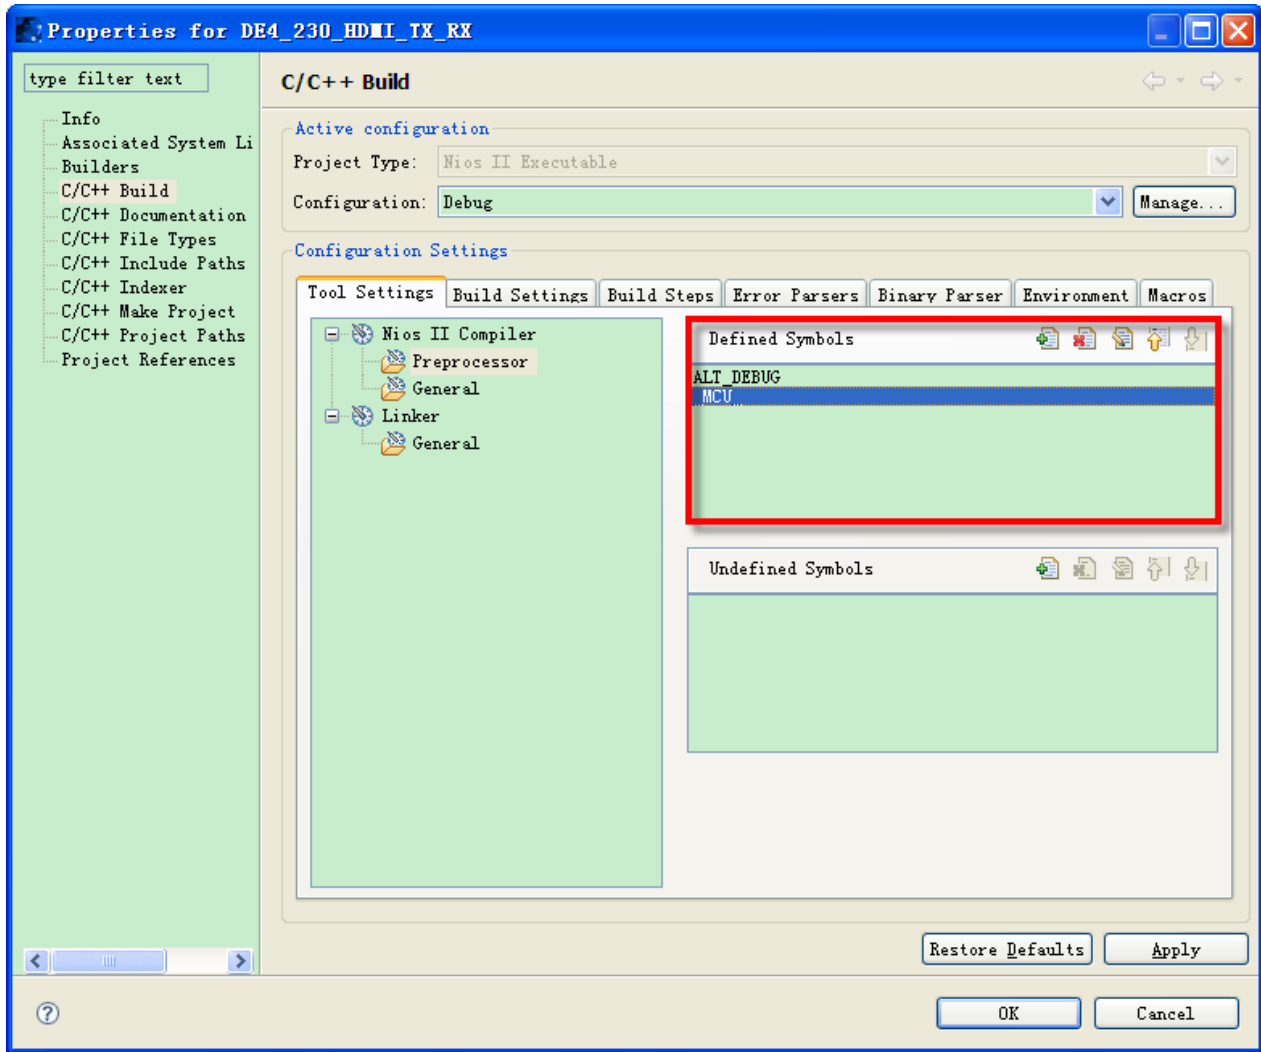 Properties for DE4_230_HDMI_TX_RX
type filter text
Info
Associated System Li
Builders
C/C++ Build
C/C++ Documentation
C/C++ File Types
C/C++ Include Paths
C/C++ Indexer
C/C++ Make Project
C/C++ Project Paths
Project References
C/C++ Build
Active configuration
Project Type: Nios II Executable
Configuration: Debug Manage...
Configuration Settings
Tool Settings Build Settings Build Steps Error Parsers Binary Parser Environment Macros
Nios II Compiler
Preprocessor
General
Linker
General
Defined Symbols
ALT_DEBUG
_MCU_
Undefined Symbols
Restore Defaults Apply
OK Cancel